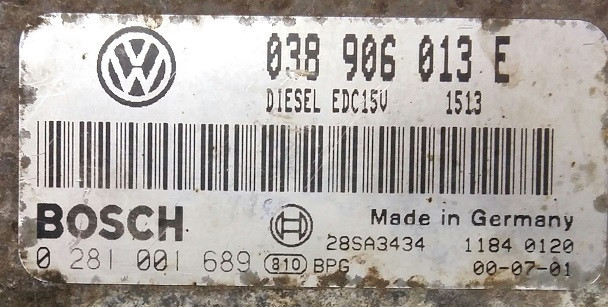 038 906 013 E
DIESEL EDC15V 1513
BOSCH
Made in Germany
28SA3434 1184 0120
0 281 001 689 810 BPG 00-07-01